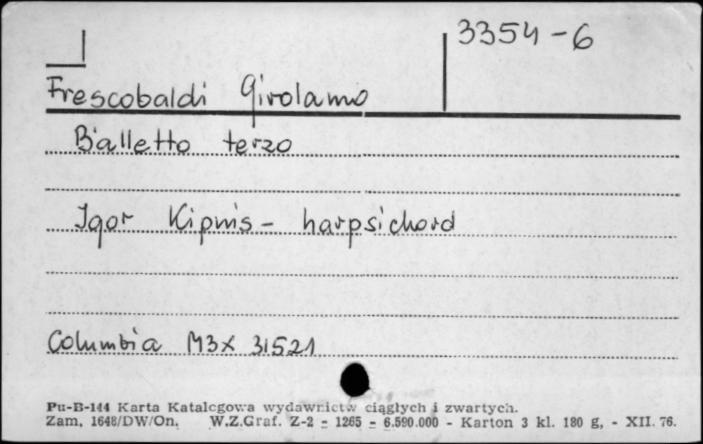 3354-6
Frescobaldi Girolamo
Balletto terzo
Igor Kipnis - harpsichord
Columbia M3X 31521
Pu-B-144 Karta Katalogowa wydawnictw ciągłych i zwartych.
Zam. 1648/DW/On. W.Z.Graf. Z-2 - 1265 - 6.590.000 - Karton 3 kl. 180 g, - XII. 76.